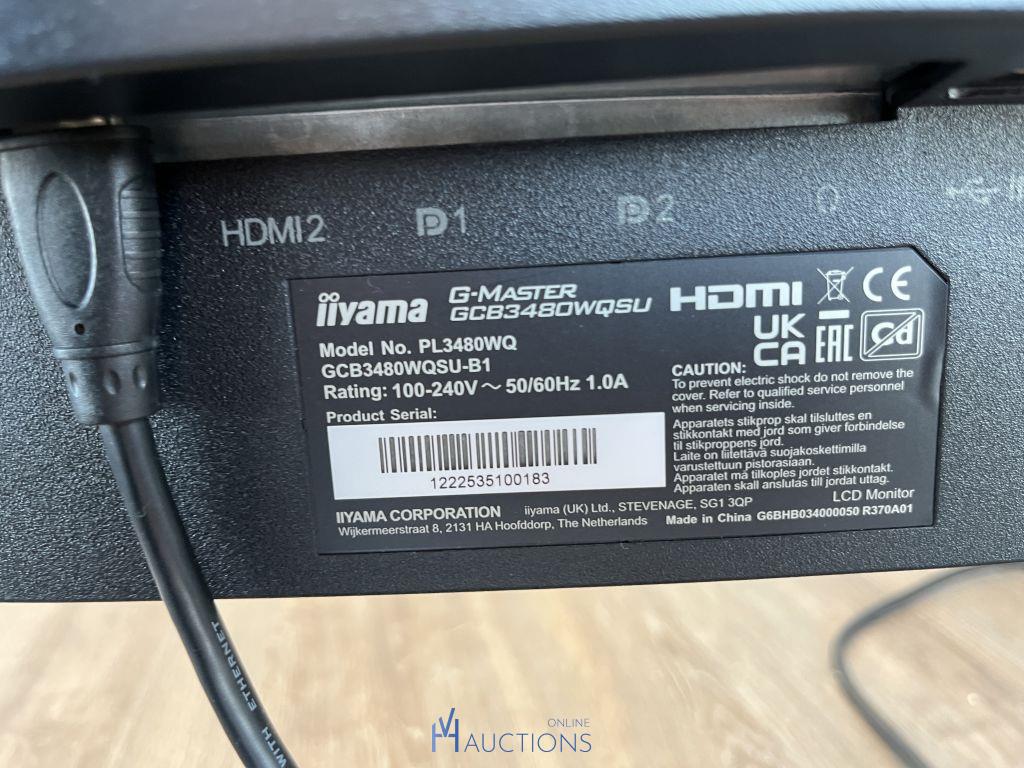 HDMI 2
D1
D2
iiyama
G-MASTER
GCB3480WQSU
HDMI
CE
UK
CA
EAC
Cd
Model No. PL3480WQ
GCB3480WQSU-B1
Rating: 100-240V ~ 50/60Hz 1.0A
Product Serial:
1222535100183
IIYAMA CORPORATION
iiyama (UK) Ltd., STEVENAGE, SG1 3QP
Wijkermeerstraat 8, 2131 HA Hoofddorp, The Netherlands
CAUTION:
To prevent electric shock do not remove the
cover. Refer to qualified service personnel
when servicing inside.
Apparatets stikprop skal tilsluttes en
stikkontakt med jord som giver forbindelse
til stikproppens jord.
Laite on liitettävä suojakoskettimilla
varustettuun pistorasiaan.
Apparatet må tilkoples jordet stikkontakt.
Apparaten skall anslutas till jordat uttag.
LCD Monitor
Made in China G6BHB034000050 R370A01
WITH ETHERNET
VH ONLINE
AUCTIONS